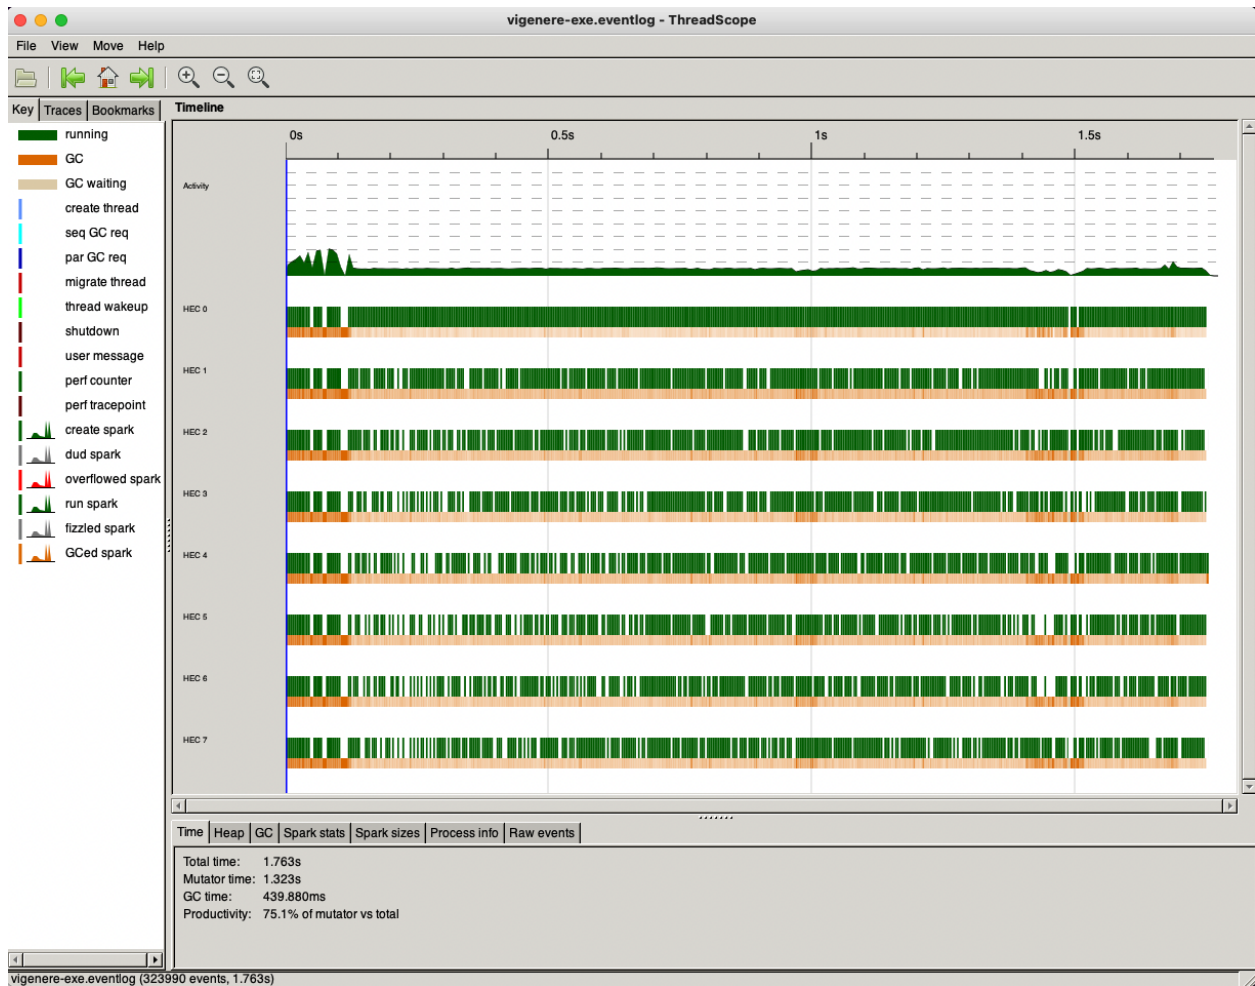 vigenere-exe.eventlog - ThreadScope
File View Move Help
Key Traces Bookmarks
running
GC
GC waiting
create thread
seq GC req
par GC req
migrate thread
thread wakeup
shutdown
user message
perf counter
perf tracepoint
create spark
dud spark
overflowed spark
run spark
fizzled spark
GCed spark
Timeline
0s 0.5s 1s 1.5s
Activity
HEC 0
HEC 1
HEC 2
HEC 3
HEC 4
HEC 5
HEC 6
HEC 7
Time Heap GC Spark stats Spark sizes Process info Raw events
Total time: 1.763s
Mutator time: 1.323s
GC time: 439.880ms
Productivity: 75.1% of mutator vs total
vigenere-exe.eventlog (323990 events, 1.763s)